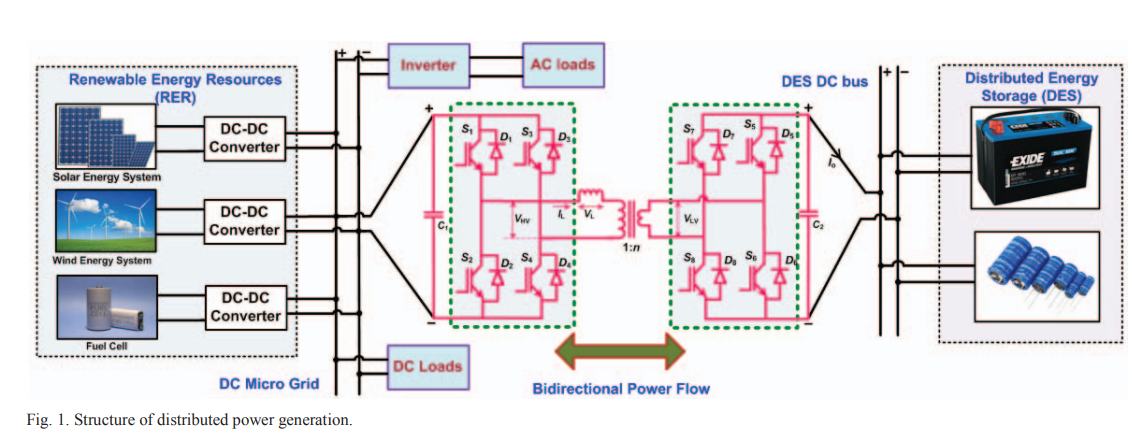 Renewable Energy Resources
(RER)
Solar Energy System
DC-DC
Converter
Wind Energy System
DC-DC
Converter
Fuel Cell
DC-DC
Converter
DC Micro Grid
+ −
Inverter
AC loads
DC Loads
+
−
C1
S1
D1
S3
D3
S2
D2
S4
D4
VHV
IL
VL
1:n
VLV
S7
D7
S5
D5
S8
D8
S6
D6
+
−
C2
Io
Bidirectional Power Flow
DES DC bus
+ −
Distributed Energy
Storage (DES)
EXIDE
Fig. 1. Structure of distributed power generation.